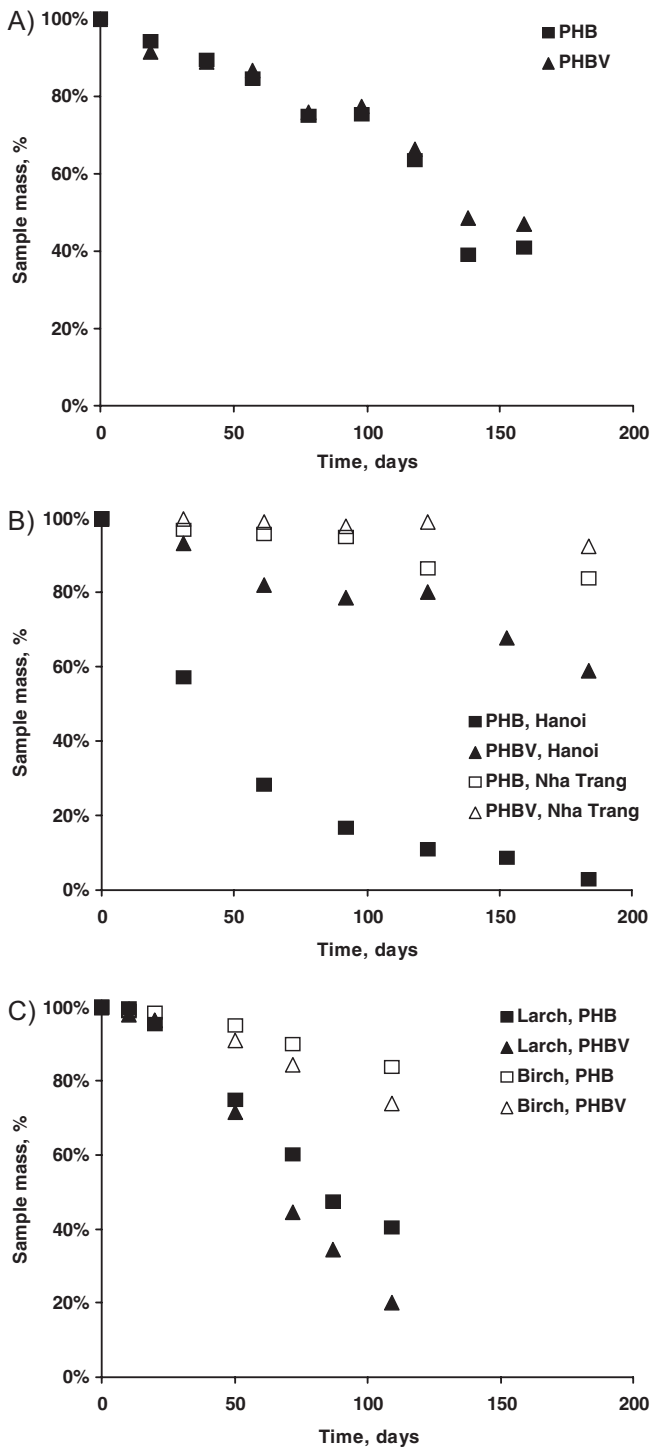 A)
100%
80%
60%
40%
20%
0%
Sample mass, %
PHB
PHBV
0 50 100 150 200
Time, days
B)
100%
80%
60%
40%
20%
0%
Sample mass, %
PHB, Hanoi
PHBV, Hanoi
PHB, Nha Trang
PHBV, Nha Trang
0 50 100 150 200
Time, days
C)
100%
80%
60%
40%
20%
0%
Sample mass, %
Larch, PHB
Larch, PHBV
Birch, PHB
Birch, PHBV
0 50 100 150 200
Time, days